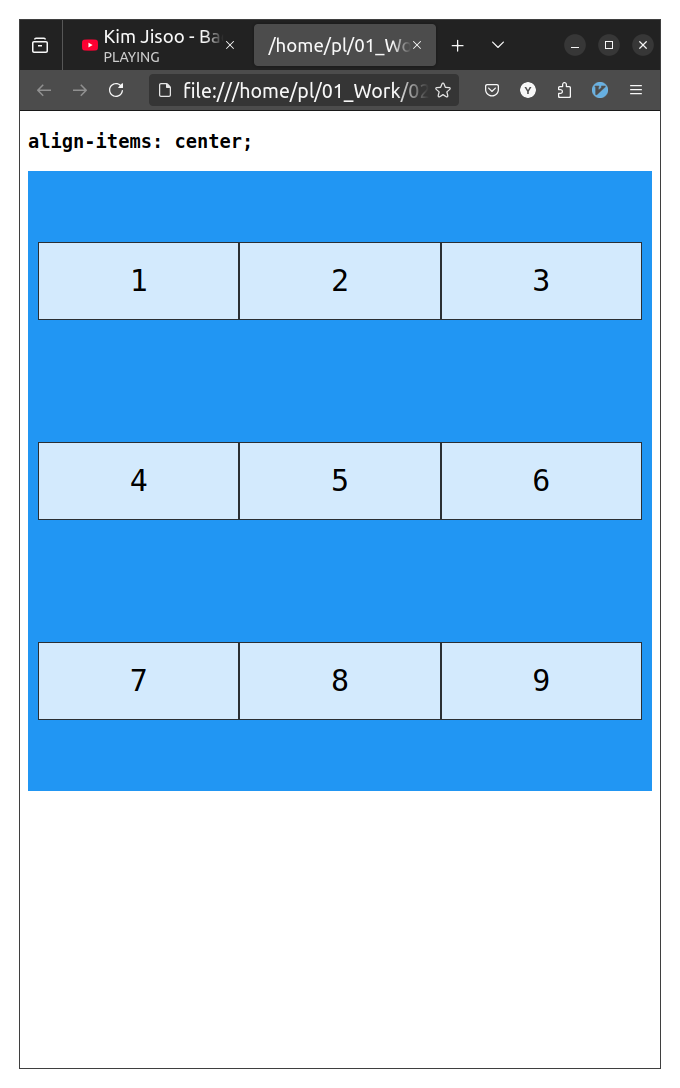 Kim Jisoo - Ba
PLAYING
/home/pl/01_Wo
file:///home/pl/01_Work/02
align-items: center;
1 2 3
4 5 6
7 8 9